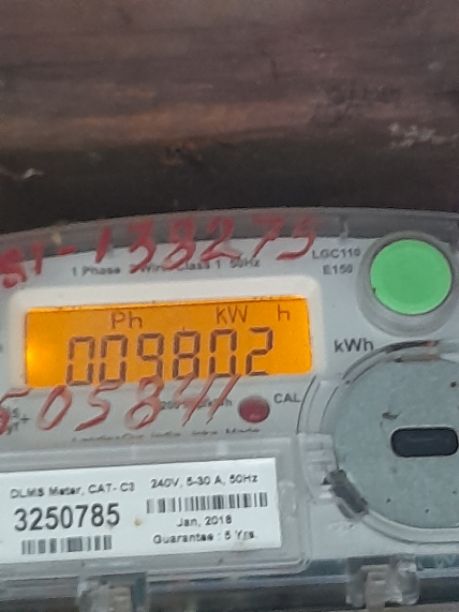 138275
1 Phase 2 Wire Class 1 50Hz
LGC110
E150
Ph kW h
009802
kWh
505841
CAL
DLMS Meter, CAT- C3 240V, 5-30 A, 50Hz
3250785
Jan, 2018
Guarantee : 5 Yrs.